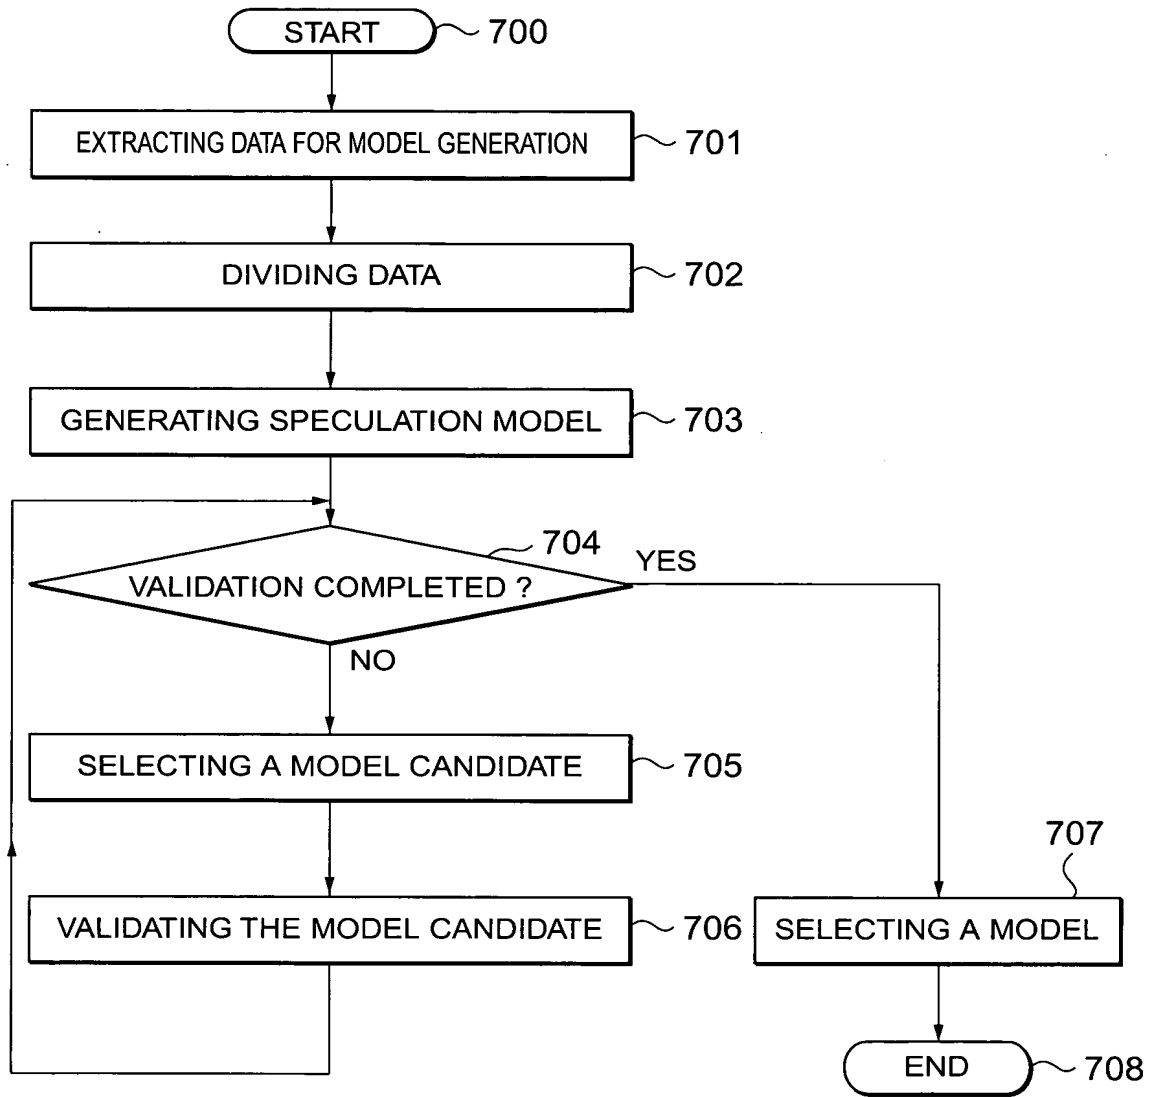 START 700
EXTRACTING DATA FOR MODEL GENERATION 701
DIVIDING DATA 702
GENERATING SPECULATION MODEL 703
704
VALIDATION COMPLETED ?
YES
NO
SELECTING A MODEL CANDIDATE 705
VALIDATING THE MODEL CANDIDATE 706
707
SELECTING A MODEL
END 708